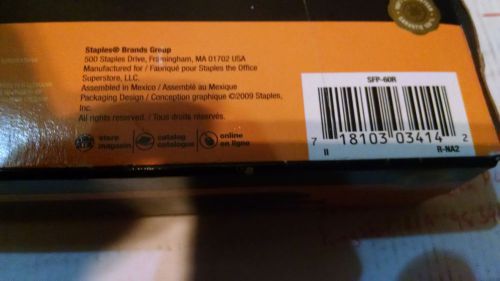 Staples® Brands Group
500 Staples Drive, Framingham, MA 01702 USA
Manufactured for / Fabriqué pour Staples the Office
Superstore, LLC.
Assembled in Mexico / Assemblé au Mexique
Packaging Design / Conception graphique ©2009 Staples,
Inc.
All rights reserved. / Tous droits réservés.
store magasin
catalog catalogue
online en ligne
SFP-60R
7 18103 03414 2
II R-NA2